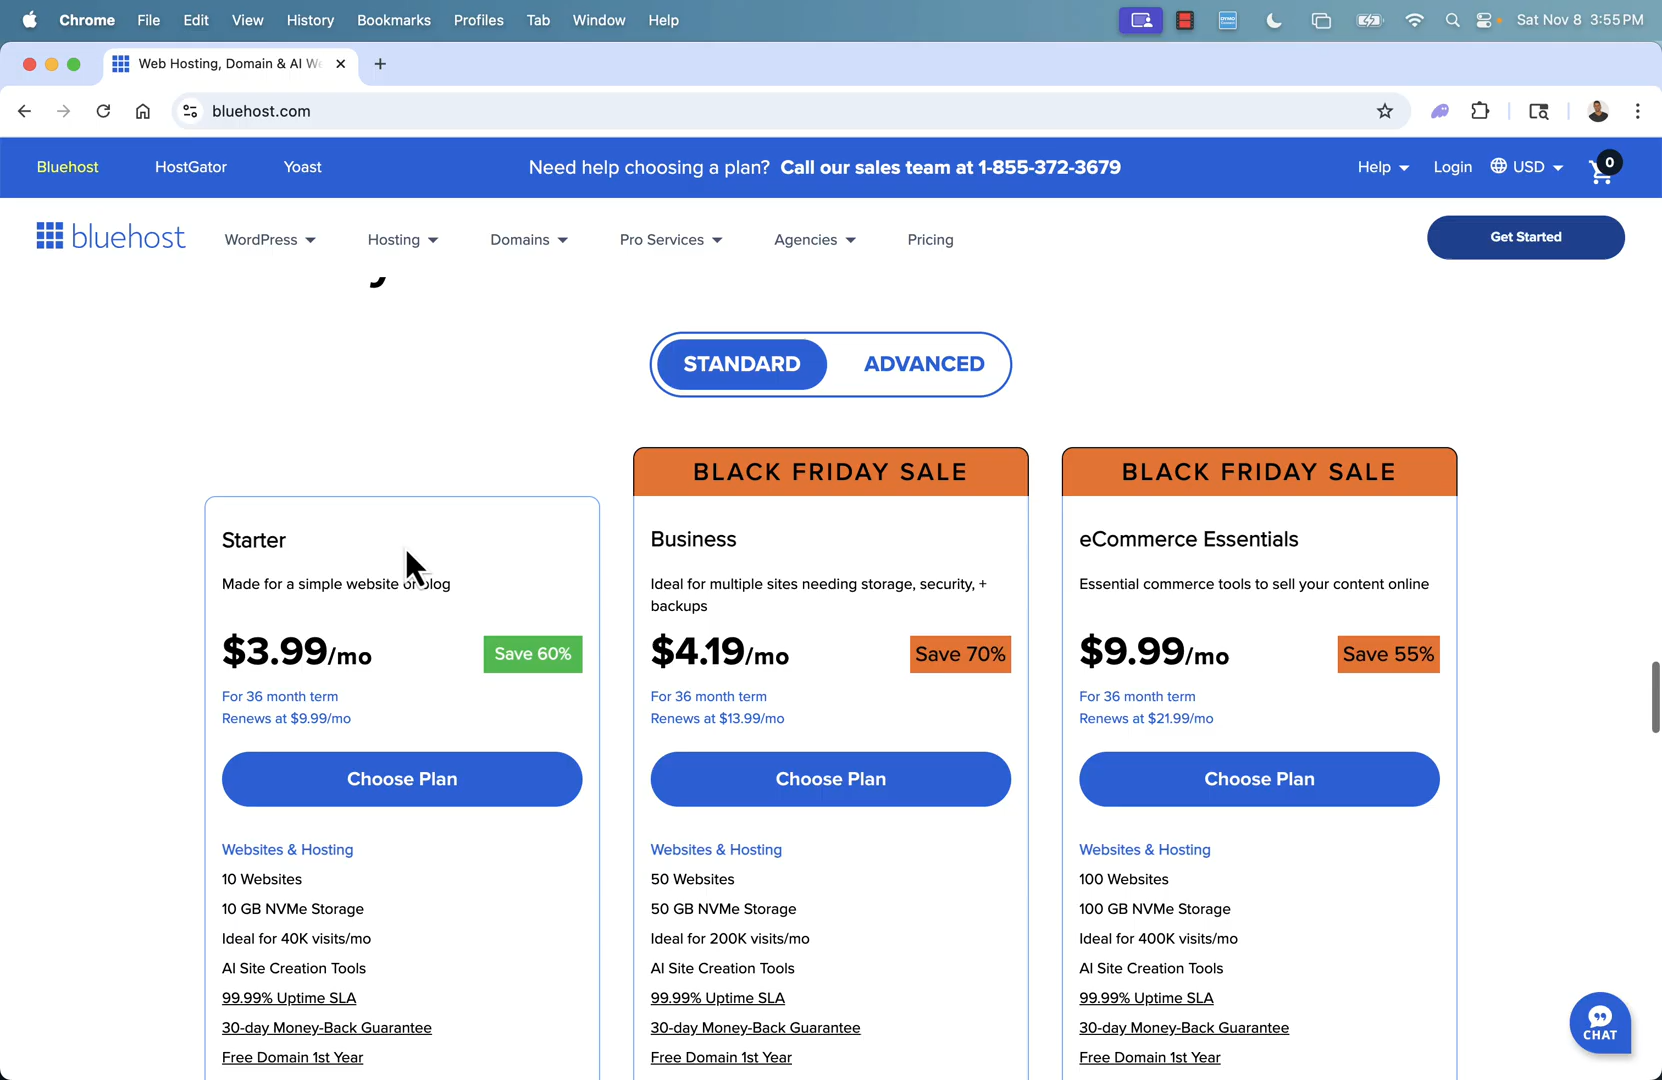 Chrome File Edit View History Bookmarks Profiles Tab Window Help Sat Nov 8 3:55 PM
Web Hosting, Domain & AI We
bluehost.com
Bluehost HostGator Yoast Need help choosing a plan? Call our sales team at 1-855-372-3679 Help Login USD 0
bluehost WordPress Hosting Domains Pro Services Agencies Pricing Get Started
STANDARD ADVANCED
BLACK FRIDAY SALE BLACK FRIDAY SALE
Starter
Made for a simple website or blog
$3.99/mo Save 60%
For 36 month term
Renews at $9.99/mo
Choose Plan
Websites & Hosting
10 Websites
10 GB NVMe Storage
Ideal for 40K visits/mo
AI Site Creation Tools
99.99% Uptime SLA
30-day Money-Back Guarantee
Free Domain 1st Year
Business
Ideal for multiple sites needing storage, security, +
backups
$4.19/mo Save 70%
For 36 month term
Renews at $13.99/mo
Choose Plan
Websites & Hosting
50 Websites
50 GB NVMe Storage
Ideal for 200K visits/mo
AI Site Creation Tools
99.99% Uptime SLA
30-day Money-Back Guarantee
Free Domain 1st Year
eCommerce Essentials
Essential commerce tools to sell your content online
$9.99/mo Save 55%
For 36 month term
Renews at $21.99/mo
Choose Plan
Websites & Hosting
100 Websites
100 GB NVMe Storage
Ideal for 400K visits/mo
AI Site Creation Tools
99.99% Uptime SLA
30-day Money-Back Guarantee
Free Domain 1st Year
CHAT